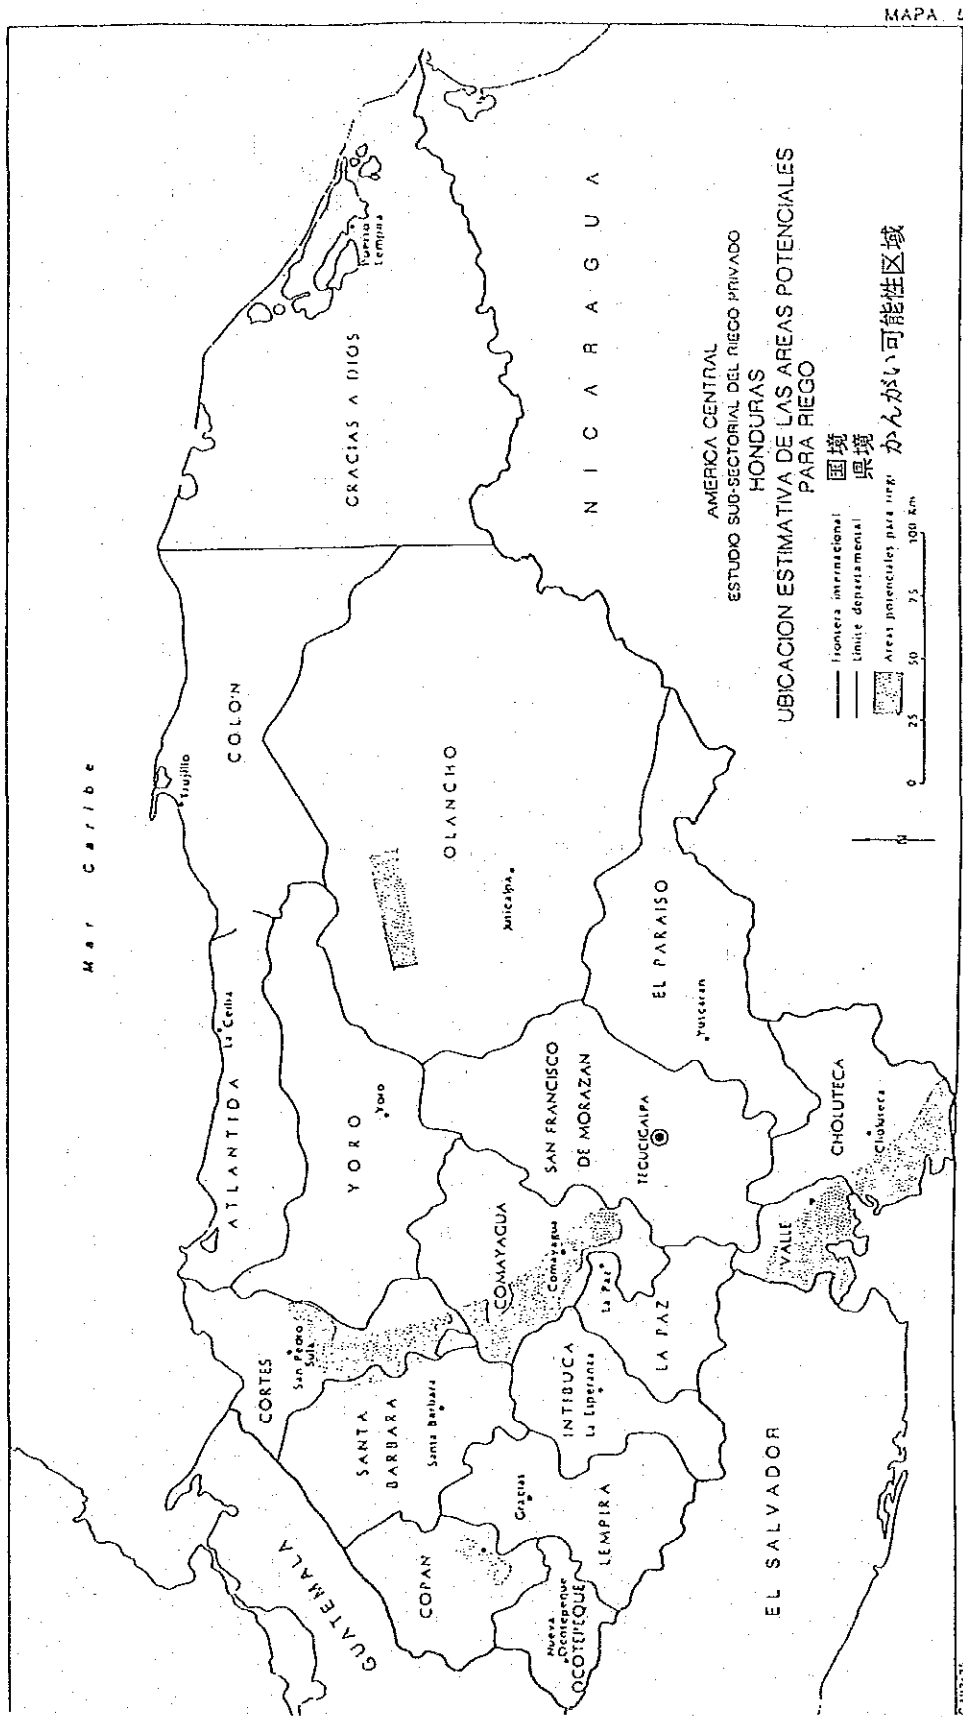 MAPA
AMERICA CENTRAL
ESTUDIO SUB-SECTORIAL DEL RIEGO PRIVADO
HONDURAS
UBICACION ESTIMATIVA DE LAS AREAS POTENCIALES
PARA RIEGO
Frontera internacional 国境
Límite departamental 県境
Areas potenciales para riego かんがい可能性区域
0 25 50 75 100 Km
N
Mar Caribe
NICARAGUA
GUATEMALA
EL SALVADOR
GRACIAS A DIOS
Puerto
Lempira
COLON
Trujillo
OLANCHO
Juticalpa
EL PARAISO
Yuscaran
ATLANTIDA
La Ceiba
YORO
Yoro
SAN FRANCISCO
DE MORAZAN
TEGUCIGALPA
CHOLUTECA
Choluteca
VALLE
COMAYAGUA
Comayagua
La Paz
LA PAZ
CORTES
San Pedro
Sula
SANTA
BARBARA
Santa Barbara
INTIBUCA
La Esperanza
LEMPIRA
Gracias
COPAN
Nueva
Ocotepeque
OCOTEPEQUE